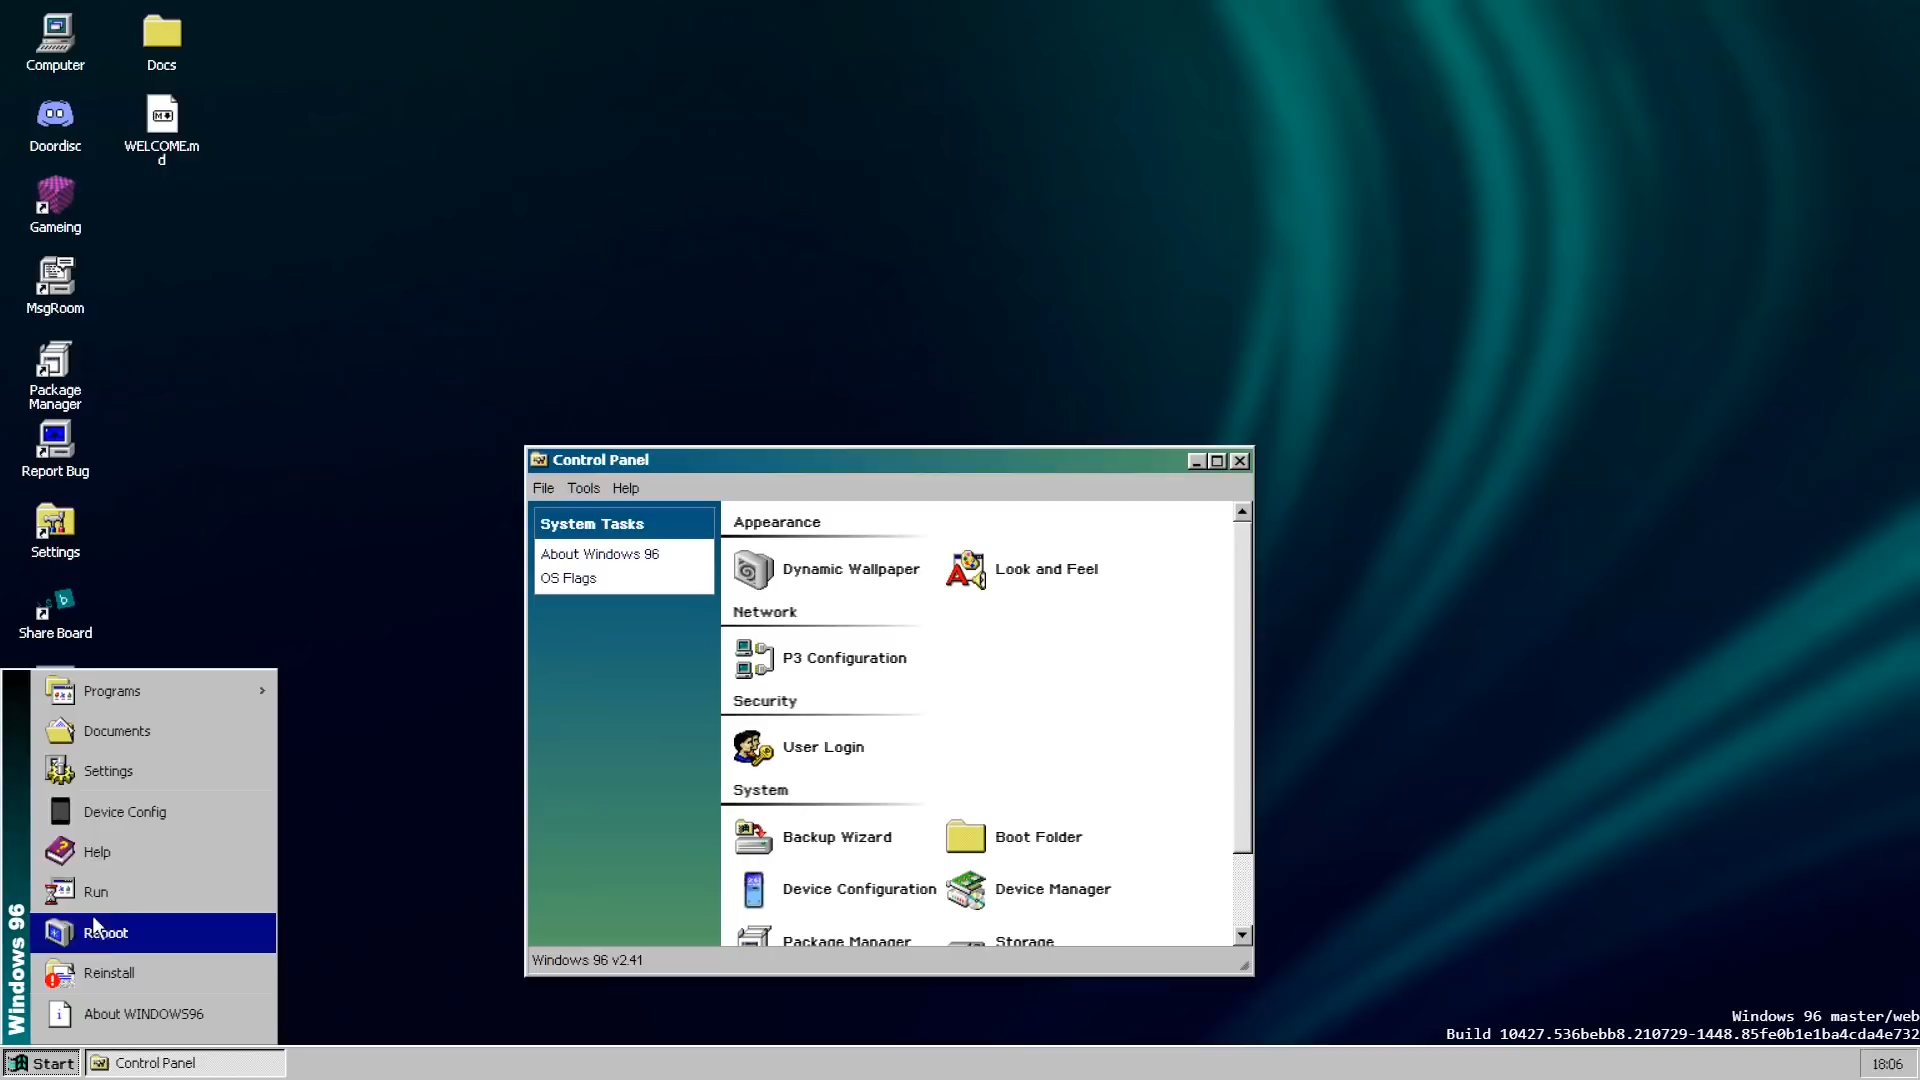 Computer
Docs
Doordisc
WELCOME.m
d
Gameing
MsgRoom
Package
Manager
Report Bug
Settings
Share Board
Control Panel
File Tools Help
System Tasks
About Windows 96
OS Flags
Appearance
Dynamic Wallpaper
Look and Feel
Network
P3 Configuration
Security
User Login
System
Backup Wizard
Boot Folder
Device Configuration
Device Manager
Package Manager
Storage
Windows 96 v2.41
Windows 96
Programs
Documents
Settings
Device Config
Help
Run
Reboot
Reinstall
About WINDOWS96
Windows 96 master/web
Build 10427.536bebb8.210729-1448.85fe0b1e1ba4cda4e732
Start
Control Panel
18:06